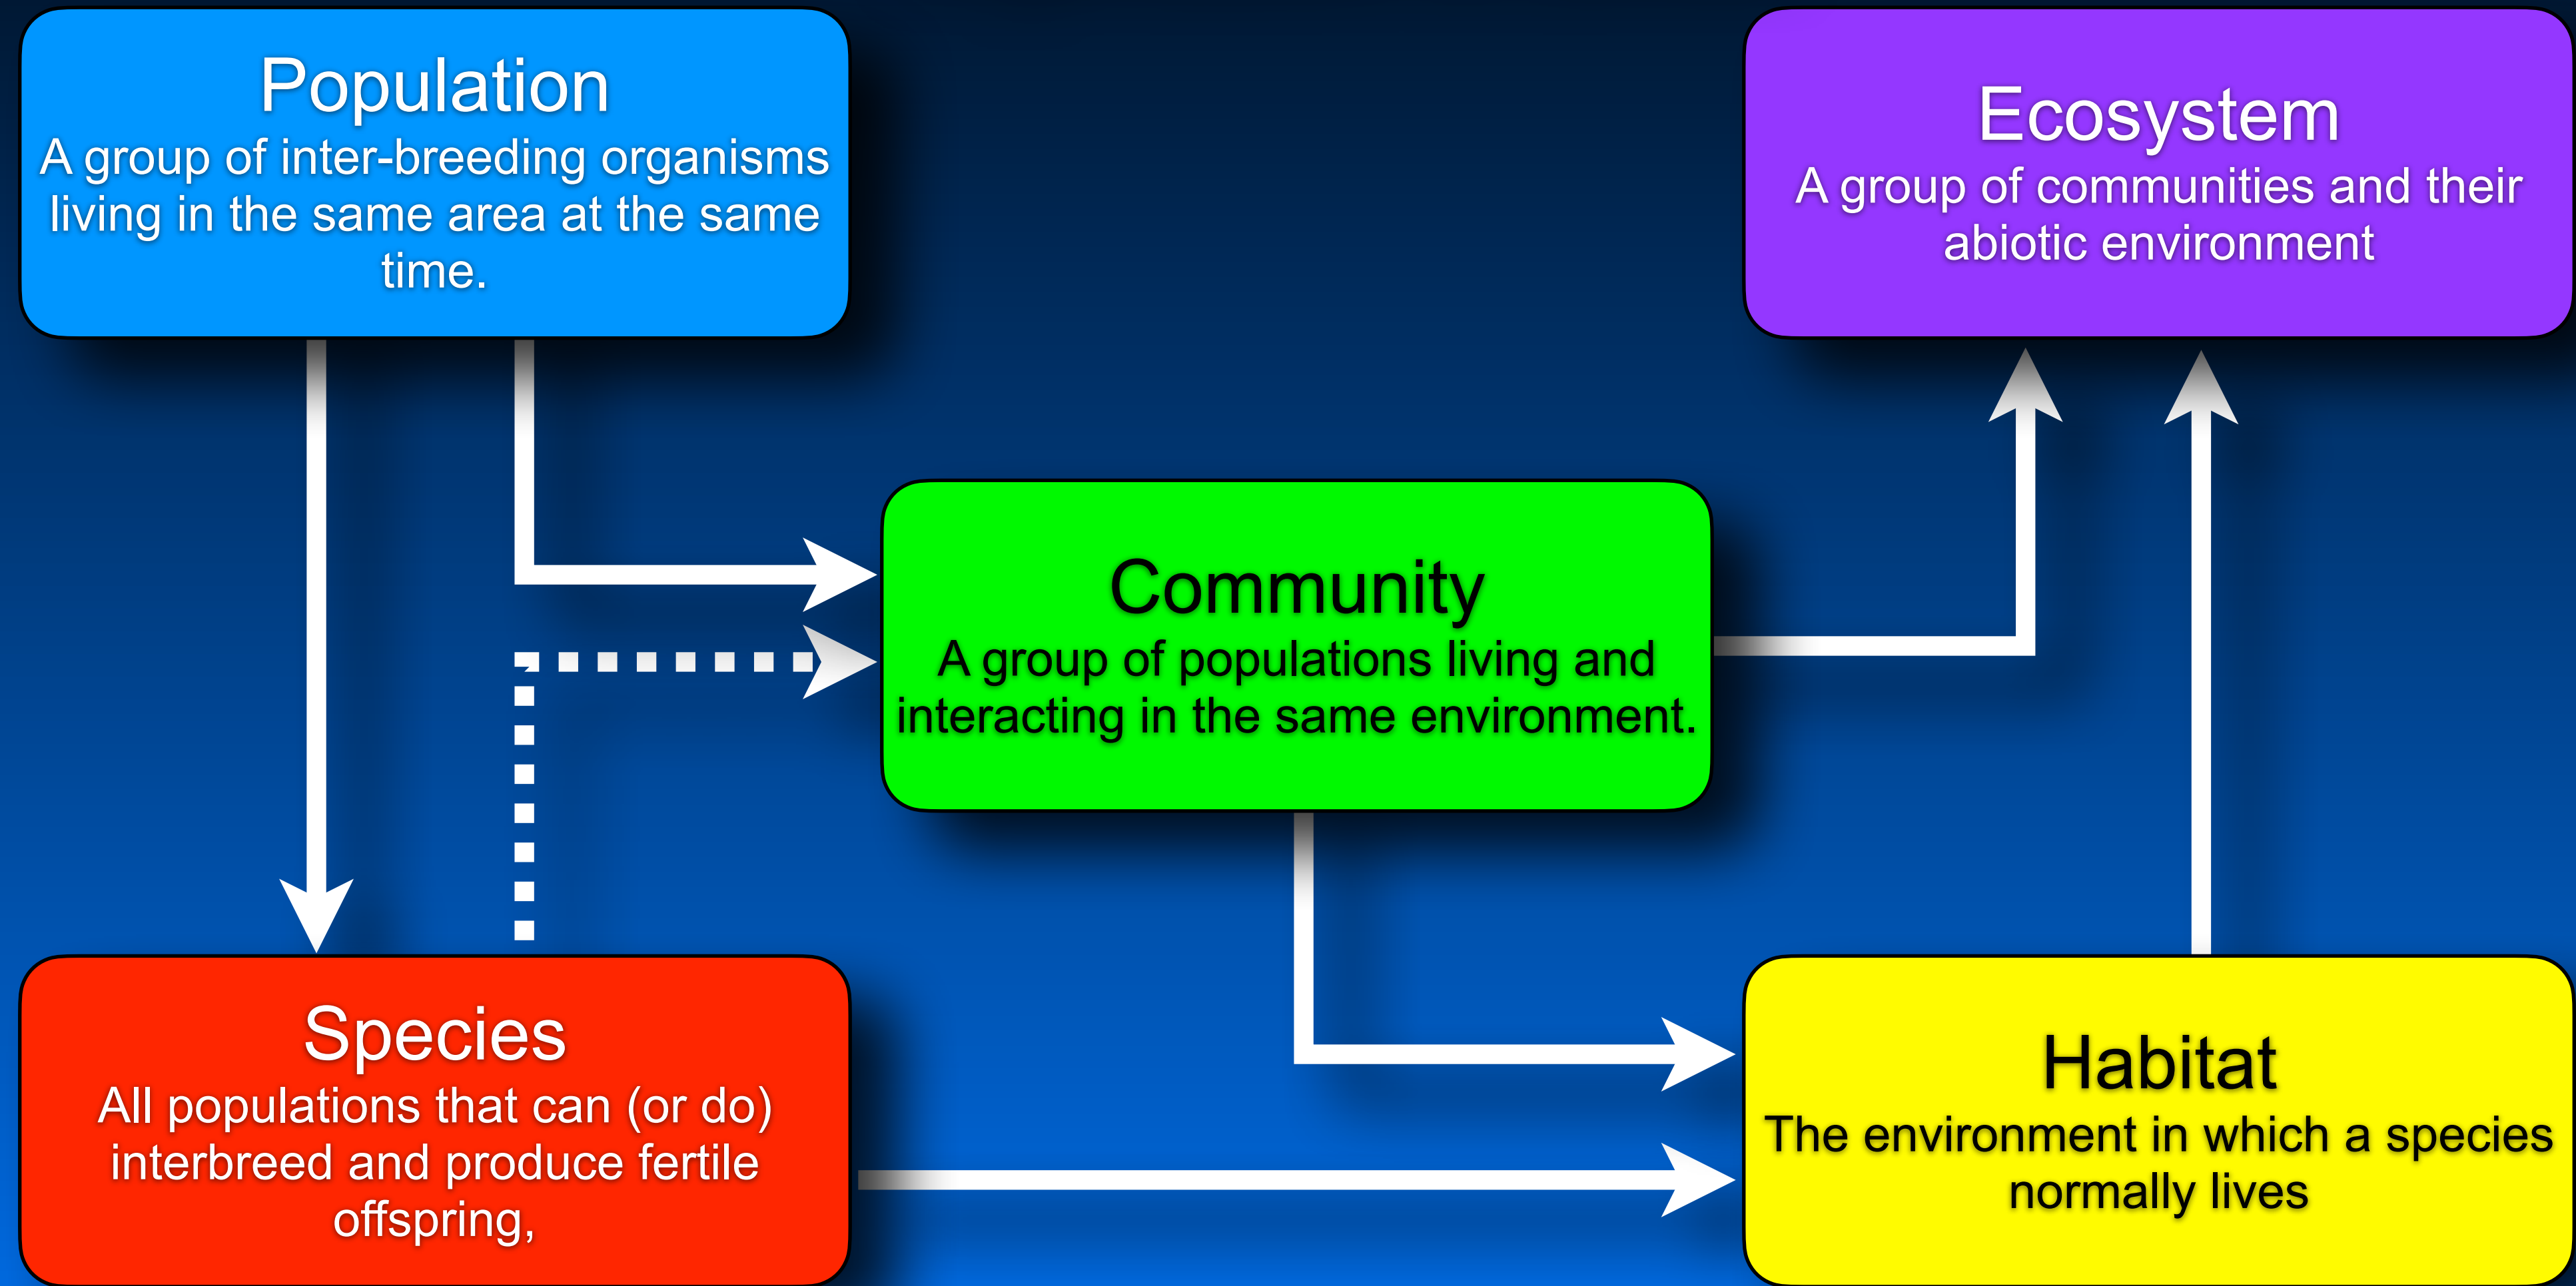 Population
A group of inter-breeding organisms
living in the same area at the same
time.
Ecosystem
A group of communities and their
abiotic environment
Community
A group of populations living and
interacting in the same environment.
Species
All populations that can (or do)
interbreed and produce fertile
offspring,
Habitat
The environment in which a species
normally lives